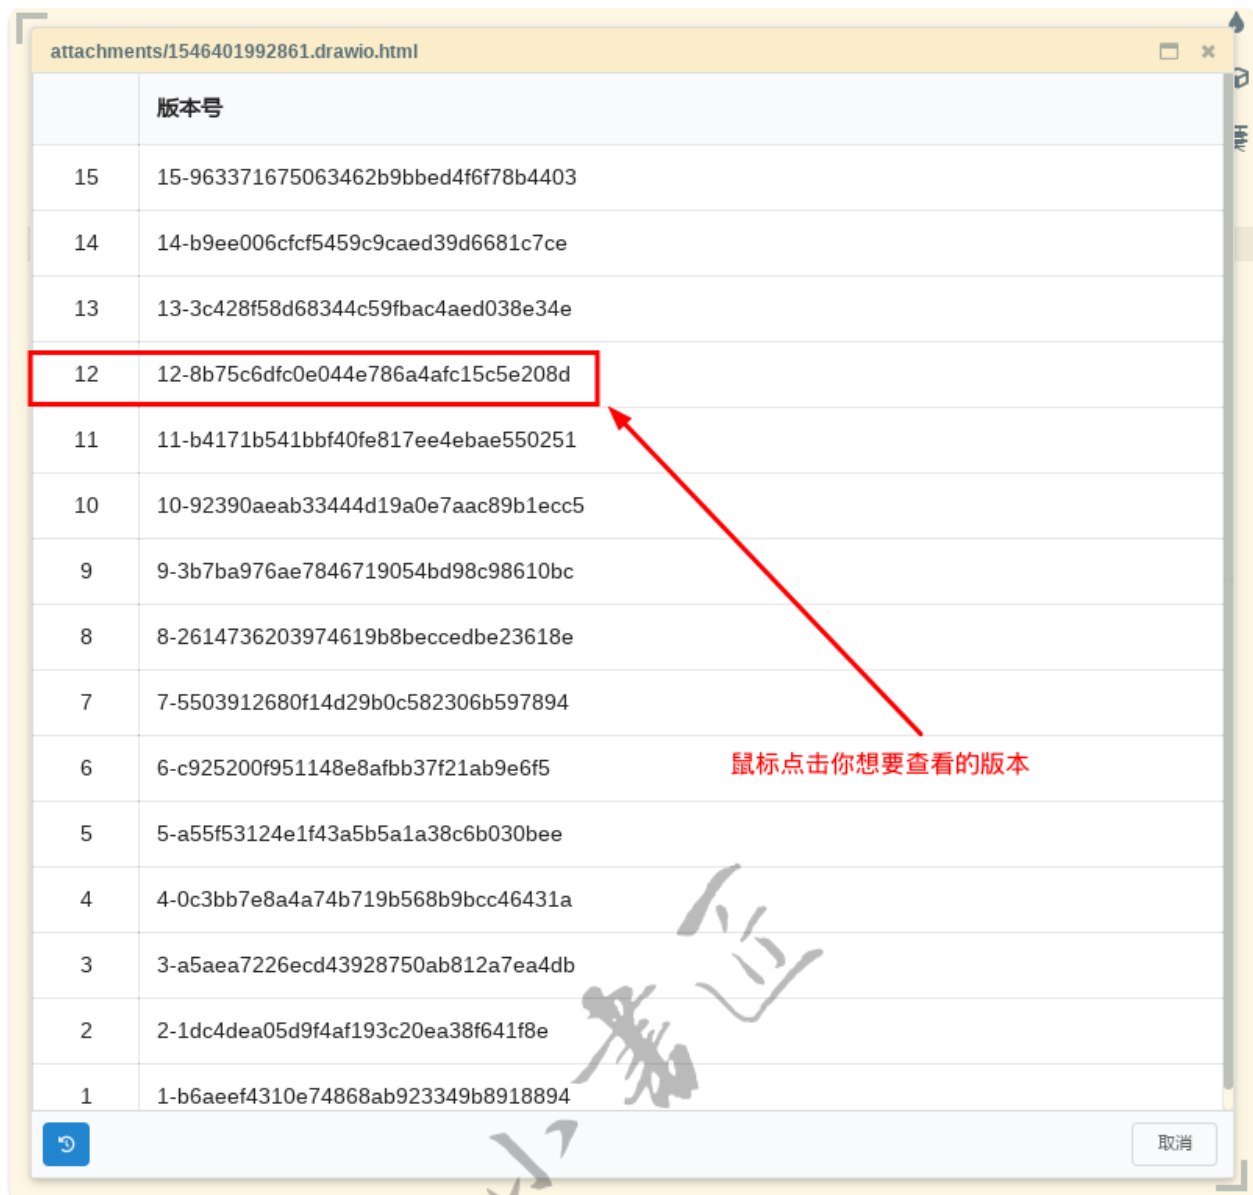 attachments/1546401992861.drawio.html
版本号
15 15-963371675063462b9bbed4f6f78b4403
14 14-b9ee006cfcf5459c9caed39d6681c7ce
13 13-3c428f58d68344c59fbac4aed038e34e
12 12-8b75c6dfc0e044e786a4afc15c5e208d
11 11-b4171b541bbf40fe817ee4ebae550251
10 10-92390aeab33444d19a0e7aac89b1ecc5
9 9-3b7ba976ae7846719054bd98c98610bc
8 8-2614736203974619b8beccedbe23618e
7 7-5503912680f14d29b0c582306b597894
6 6-c925200f951148e8afbb37f21ab9e6f5
鼠标点击你想要查看的版本
5 5-a55f53124e1f43a5b5a1a38c6b030bee
4 4-0c3bb7e8a4a74b719b568b9bcc46431a
3 3-a5aea7226ecd43928750ab812a7ea4db
2 2-1dc4dea05d9f4af193c20ea38f641f8e
1 1-b6aeef4310e74868ab923349b8918894
取消